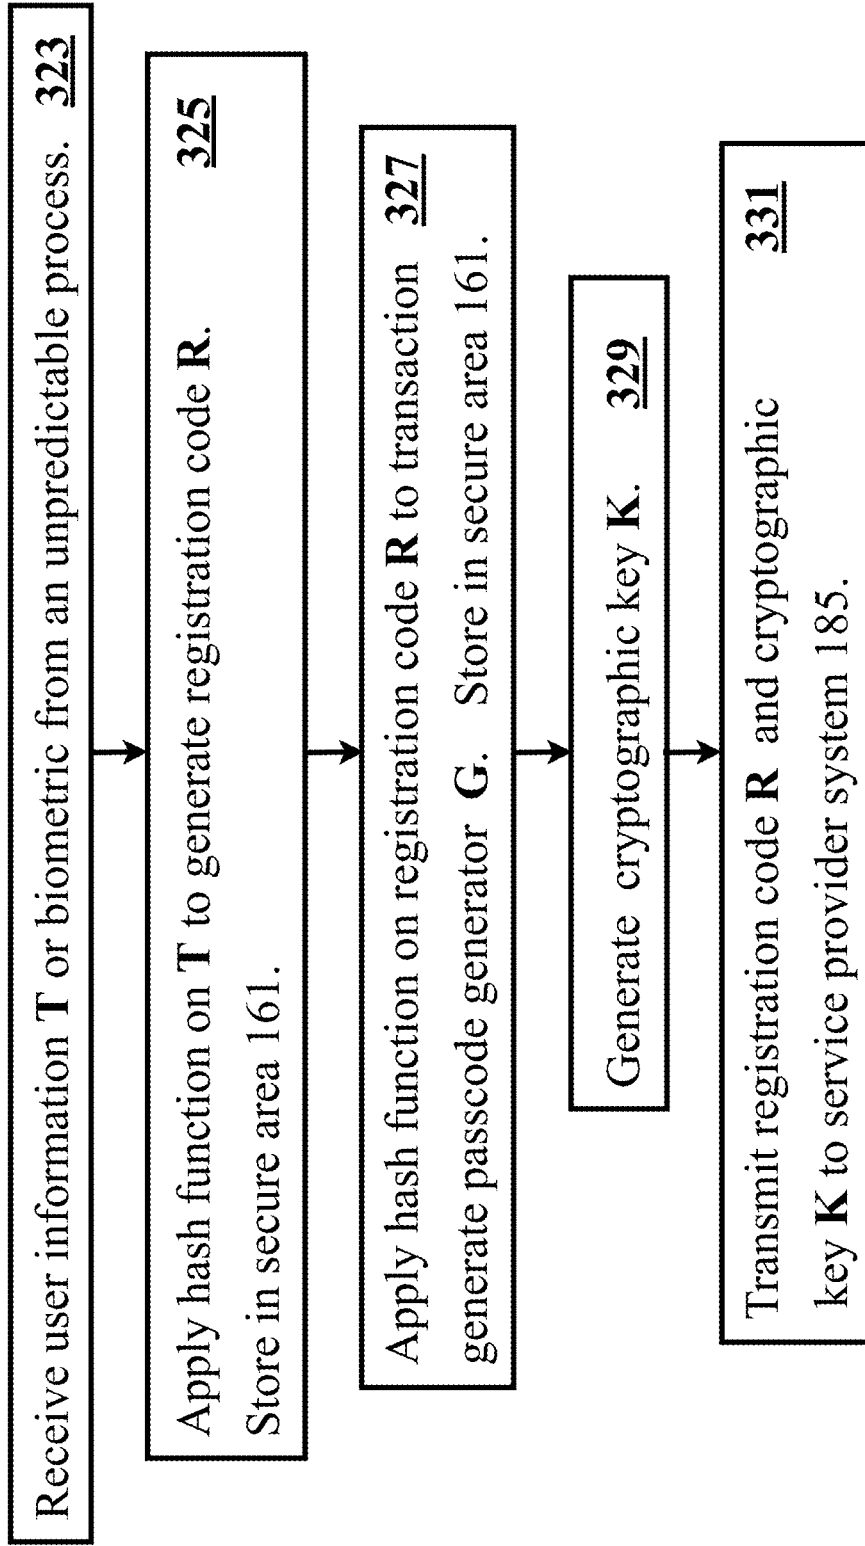 Receive user information T or biometric from an unpredictable process. 323
Apply hash function on T to generate registration code R. 325
Store in secure area 161.
Apply hash function on registration code R to transaction 327
generate passcode generator G. Store in secure area 161.
Generate cryptographic key K. 329
Transmit registration code R and cryptographic 331
key K to service provider system 185.